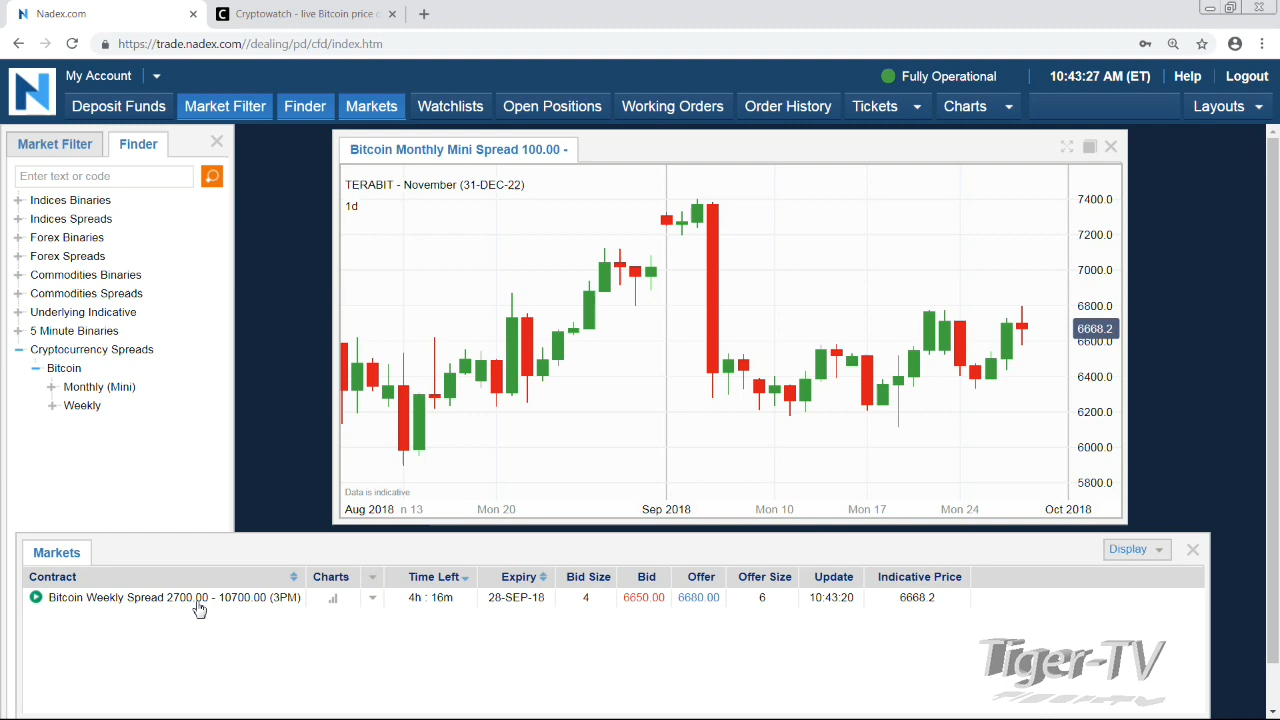 Nadex.com
Cryptowatch - live Bitcoin price
https://trade.nadex.com//dealing/pd/cfd/index.htm
N
My Account
Fully Operational
10:43:27 AM (ET)
Help
Logout
Deposit Funds
Market Filter
Finder
Markets
Watchlists
Open Positions
Working Orders
Order History
Tickets
Charts
Layouts
Market Filter
Finder
Enter text or code
Indices Binaries
Indices Spreads
Forex Binaries
Forex Spreads
Commodities Binaries
Commodities Spreads
Underlying Indicative
5 Minute Binaries
Cryptocurrency Spreads
Bitcoin
Monthly (Mini)
Weekly
Bitcoin Monthly Mini Spread 100.00 -
TERABIT - November (31-DEC-22)
1d
7400.0
7200.0
7000.0
6800.0
6668.2
6600.0
6400.0
6200.0
6000.0
5800.0
Data is indicative
Aug 2018 n 13 Mon 20 Sep 2018 Mon 10 Mon 17 Mon 24 Oct 2018
Markets
Display
Contract Charts Time Left Expiry Bid Size Bid Offer Offer Size Update Indicative Price
Bitcoin Weekly Spread 2700.00 - 10700.00 (3PM) 4h : 16m 28-SEP-18 4 6650.00 6680.00 6 10:43:20 6668.2
Tiger-TV